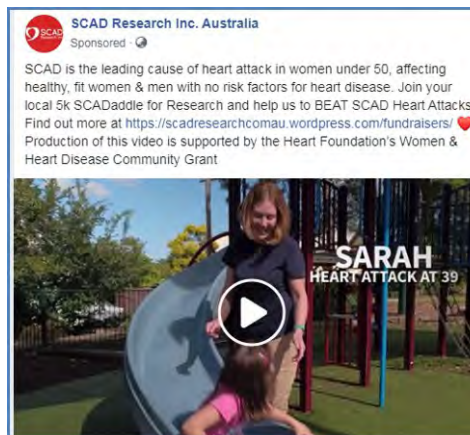 SCAD Research Inc. Australia
Sponsored ·
SCAD
SCAD is the leading cause of heart attack in women under 50, affecting
healthy, fit women & men with no risk factors for heart disease. Join your
local 5k SCADaddle for Research and help us to BEAT SCAD Heart Attacks
Find out more at https://scadresearchcomau.wordpress.com/fundraisers/
Production of this video is supported by the Heart Foundation's Women &
Heart Disease Community Grant
SARAH
HEART ATTACK AT 39